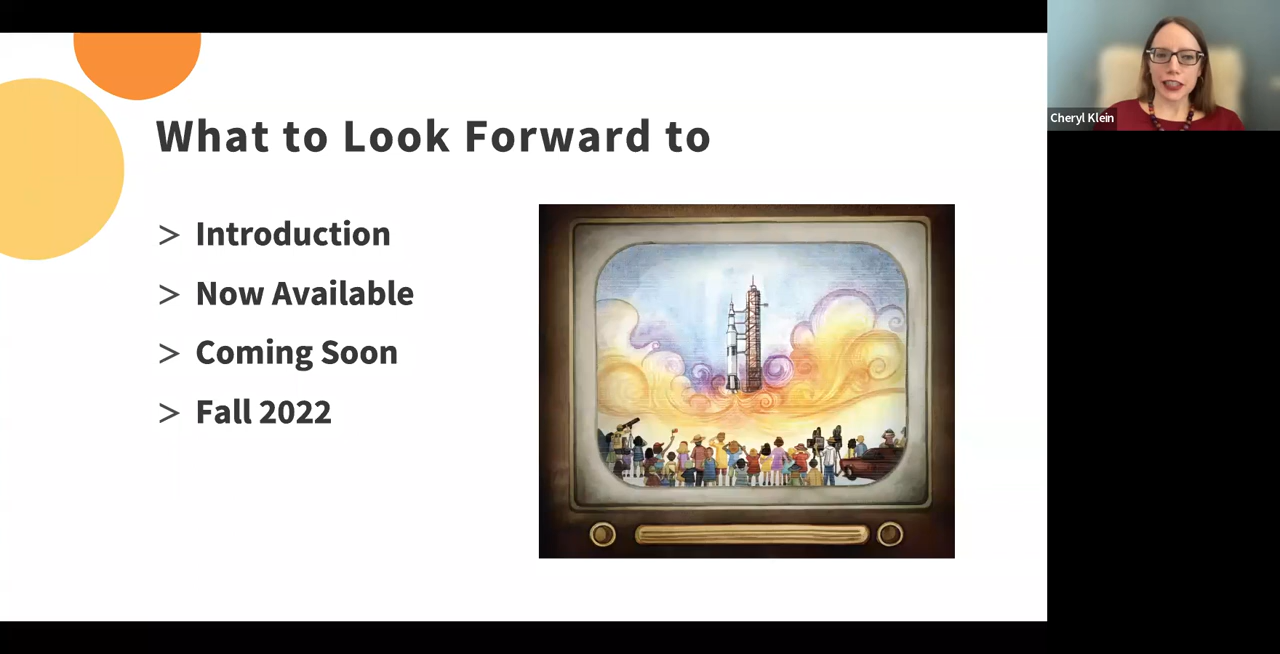 What to Look Forward to
> Introduction
> Now Available
> Coming Soon
> Fall 2022
Cheryl Klein